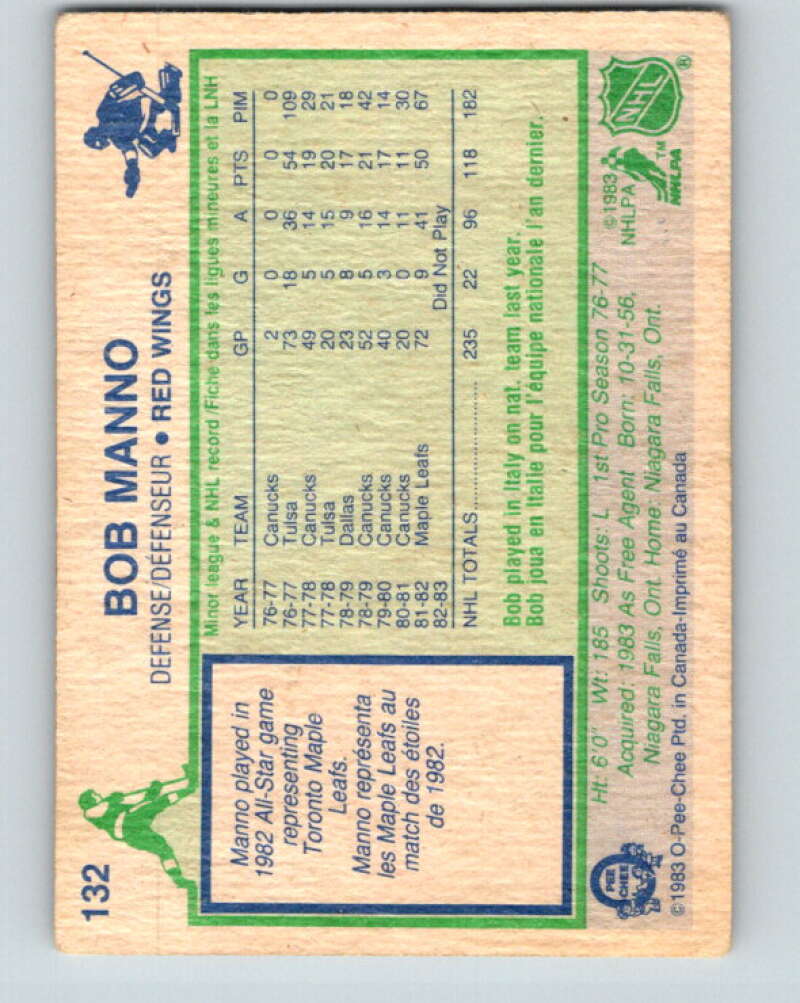 132
BOB MANNO
DEFENSE/DÉFENSEUR • RED WINGS
Manno played in
1982 All-Star game
representing
Toronto Maple
Leafs.
Manno représenta
les Maple Leafs au
match des étoiles
de 1982.
Minor league & NHL record/Fiche dans les ligues mineures et la LNH
YEAR TEAM GP G A PTS PIM
76-77 Canucks 2 0 0 0 0
76-77 Tulsa 73 18 36 54 109
77-78 Canucks 49 5 14 19 29
77-78 Tulsa 20 5 15 20 21
78-79 Dallas 23 8 9 17 18
78-79 Canucks 52 5 16 21 42
79-80 Canucks 40 3 14 17 14
80-81 Canucks 20 0 11 11 30
81-82 Maple Leafs 72 9 41 50 67
82-83 Did Not Play
NHL TOTALS 235 22 96 118 182
Bob played in Italy on nat. team last year.
Bob joua en Italie pour l'équipe nationale l'an dernier.
Ht: 6'0" Wt: 185 Shoots: L 1st Pro Season 76-77
Acquired: 1983 As Free Agent Born: 10-31-56,
Niagara Falls, Ont. Home: Niagara Falls, Ont.
©1983 O-Pee-Chee Ptd. in Canada-Imprimé au Canada
O
PEE
CHEE
©1983
NHLPA
NHL
®
TM
NHLPA